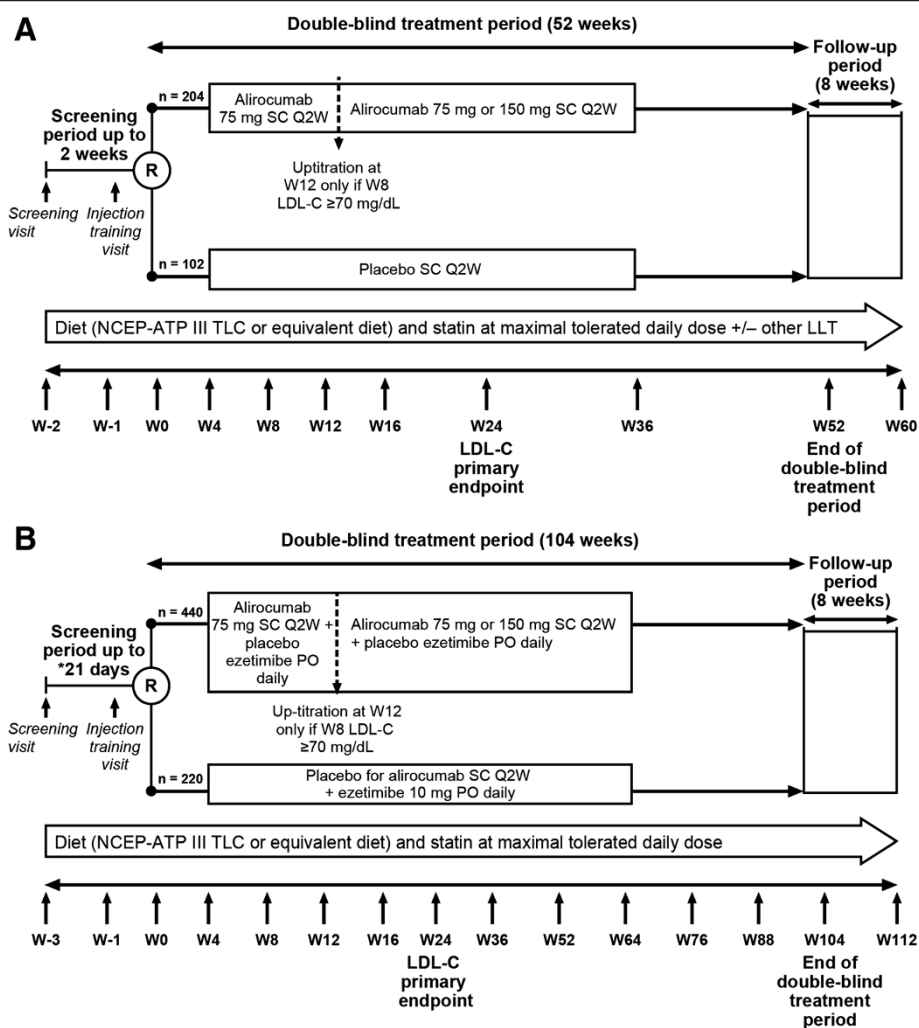 A
Double-blind treatment period (52 weeks)
Follow-up
period
(8 weeks)
Screening
period up to
2 weeks
n = 204
Alirocumab
75 mg SC Q2W
Alirocumab 75 mg or 150 mg SC Q2W
R
Uptitration at
W12 only if W8
LDL-C ≥70 mg/dL
Screening
visit
Injection
training
visit
n = 102
Placebo SC Q2W
Diet (NCEP-ATP III TLC or equivalent diet) and statin at maximal tolerated daily dose +/– other LLT
W-2 W-1 W0 W4 W8 W12 W16 W24 W36 W52 W60
LDL-C
primary
endpoint
End of
double-blind
treatment
period
B
Double-blind treatment period (104 weeks)
Follow-up
period
(8 weeks)
Screening
period up to
*21 days
n = 440
Alirocumab
75 mg SC Q2W +
placebo
ezetimibe PO
daily
Alirocumab 75 mg or 150 mg SC Q2W
+ placebo ezetimibe PO daily
R
Up-titration at W12
only if W8 LDL-C
≥70 mg/dL
Screening
visit
Injection
training
visit
n = 220
Placebo for alirocumab SC Q2W
+ ezetimibe 10 mg PO daily
Diet (NCEP-ATP III TLC or equivalent diet) and statin at maximal tolerated daily dose
W-3 W-1 W0 W4 W8 W12 W16 W24 W36 W52 W64 W76 W88 W104 W112
LDL-C
primary
endpoint
End of
double-blind
treatment
period